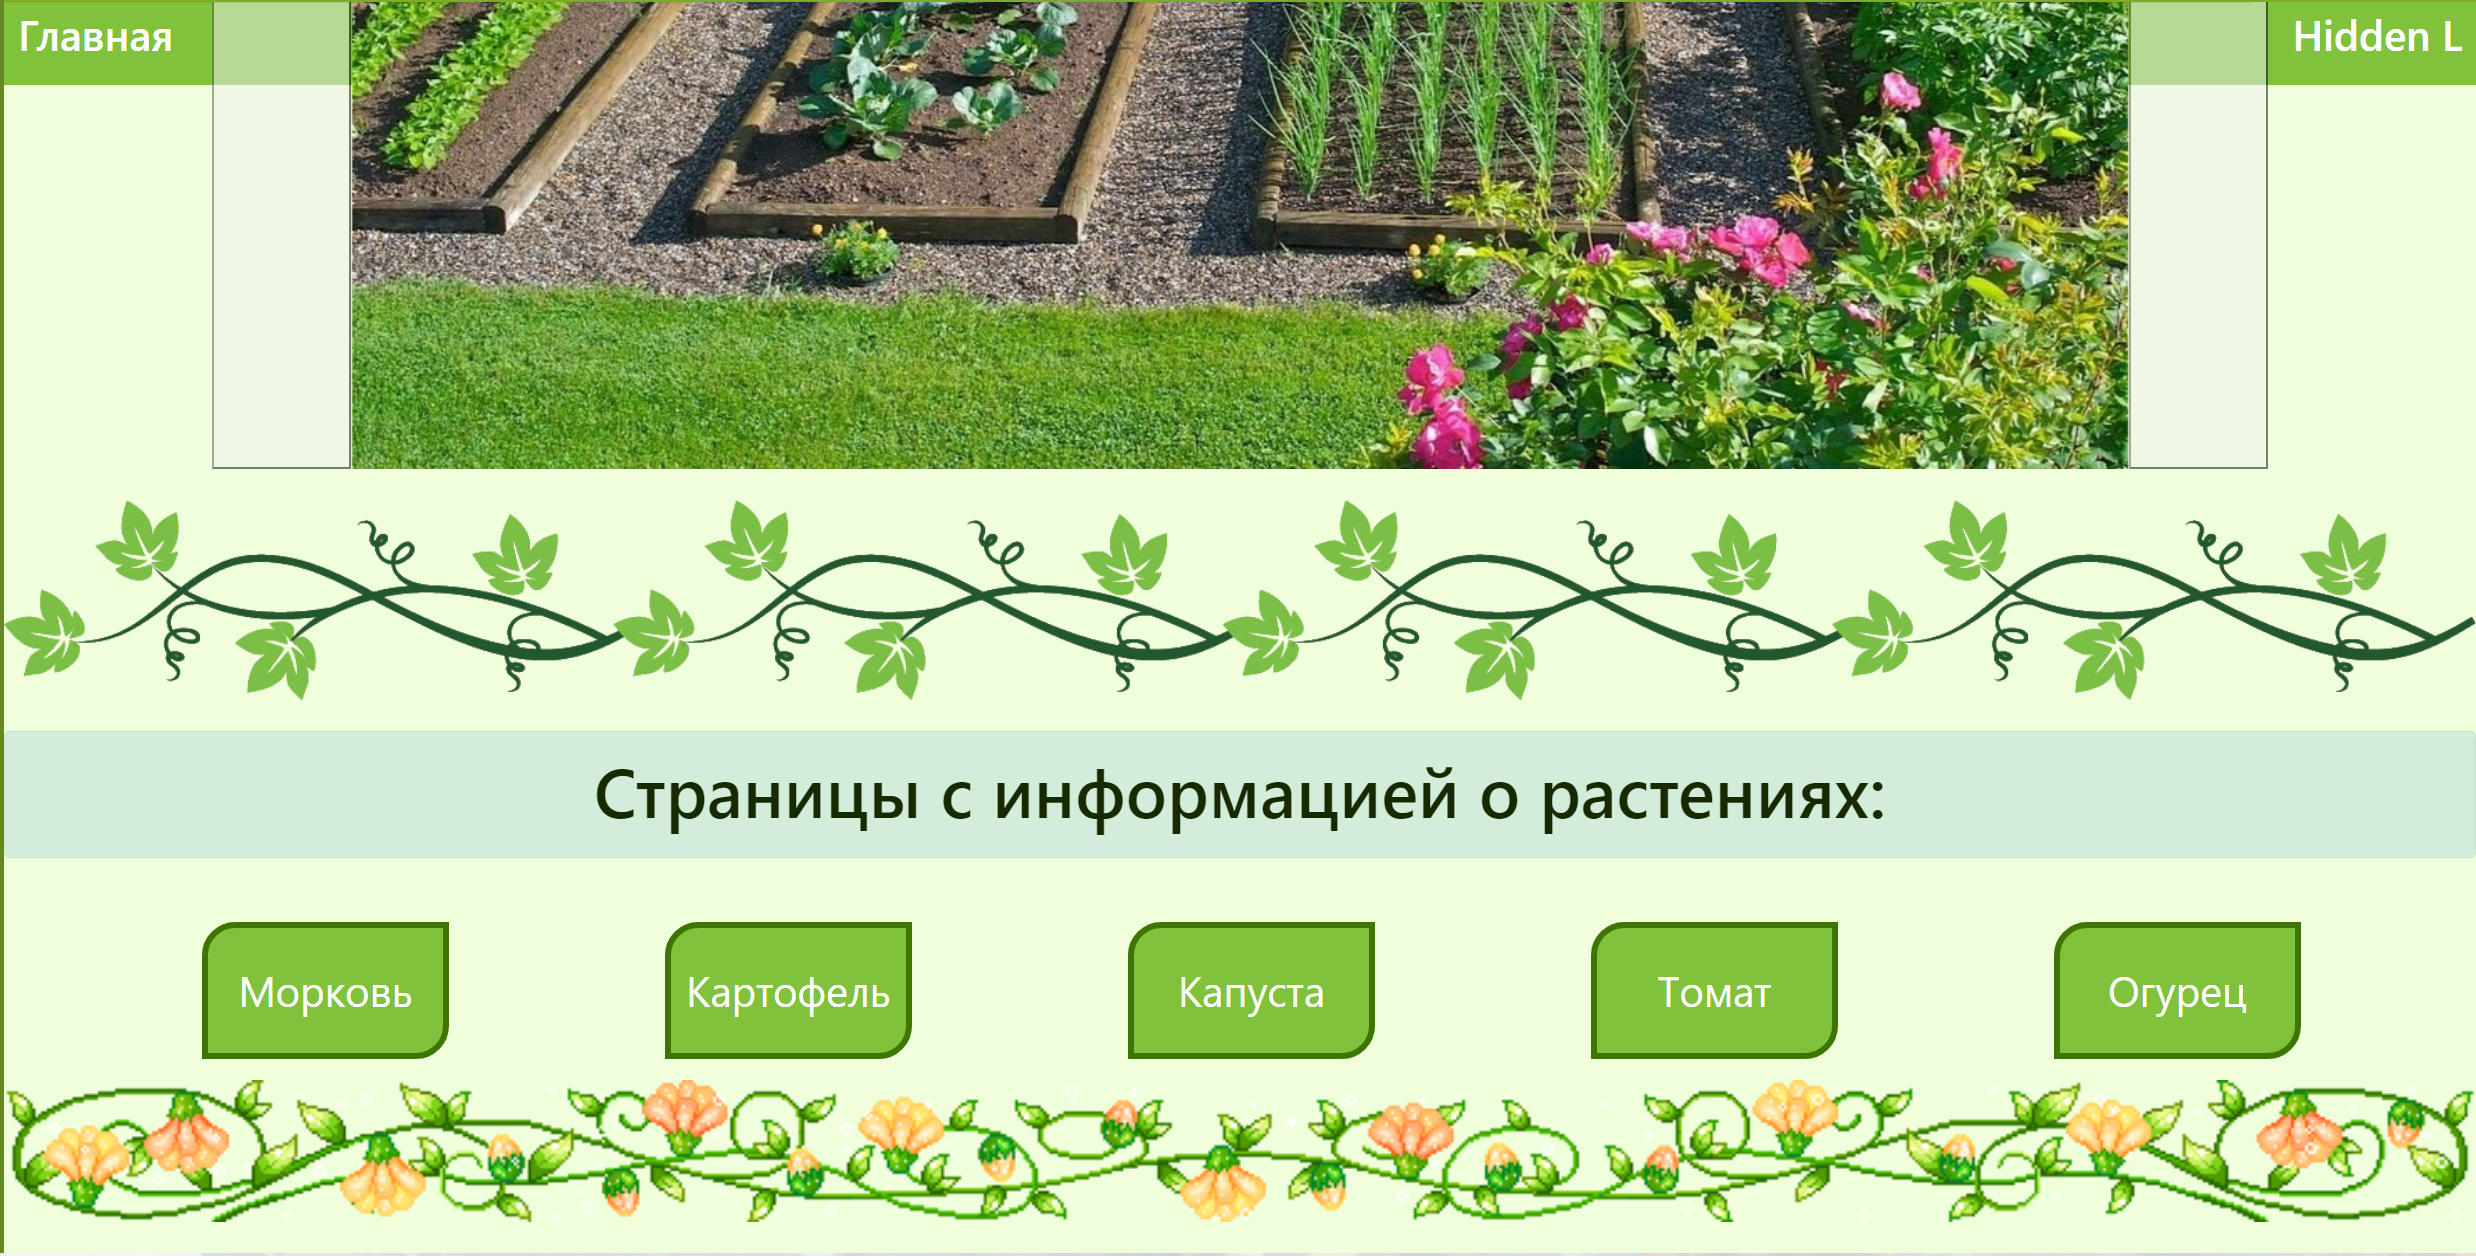 Главная
Hidden L
Страницы с информацией о растениях:
Морковь
Картофель
Капуста
Томат
Огурец